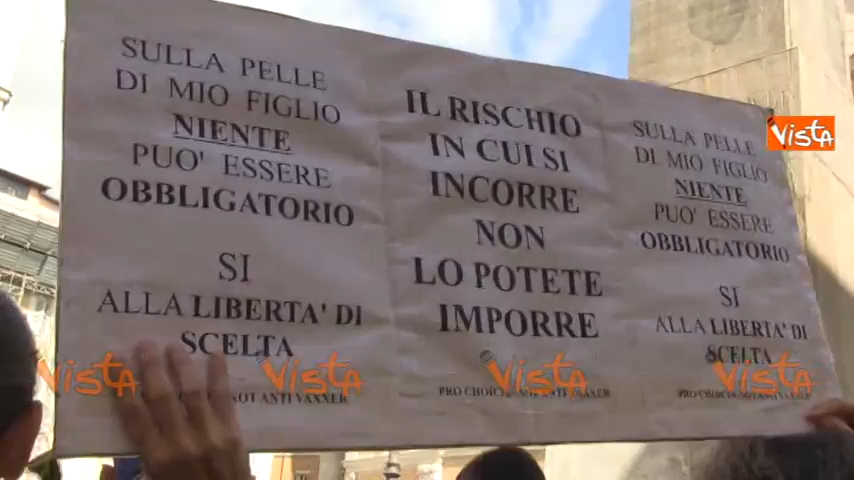 SULLA PELLE
DI MIO FIGLIO
NIENTE
PUO' ESSERE
OBBLIGATORIO
SI
ALLA LIBERTA' DI
SCELTA
NOT ANTI VAXXER
IL RISCHIO
IN CUI SI
INCORRE
NON
LO POTETE
IMPORRE
PRO CHOICE
SULLA PELLE
DI MIO FIGLIO
NIENTE
PUO' ESSERE
OBBLIGATORIO
SI
ALLA LIBERTA' DI
SCELTA
PRO CHOICE NOT ANTI VAXXER
vista
vista
vista
vista
vista